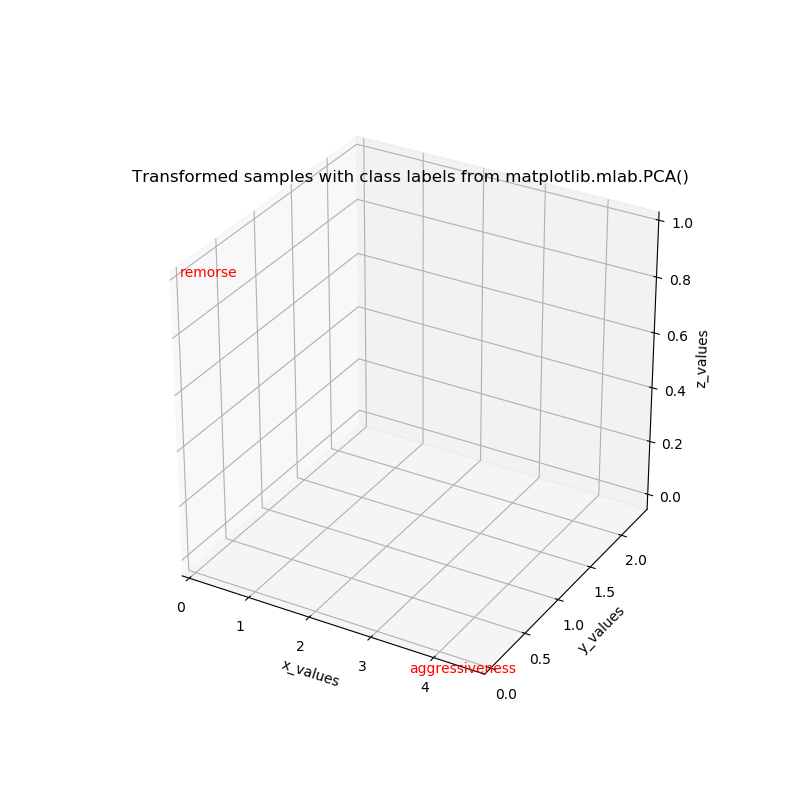 Transformed samples with class labels from matplotlib.mlab.PCA()
remorse
1.0
0.8
0.6
0.4
0.2
0.0
z_values
0
1
2
3
4
x_values
aggressiveness
0.0
0.5
1.0
1.5
2.0
y_values